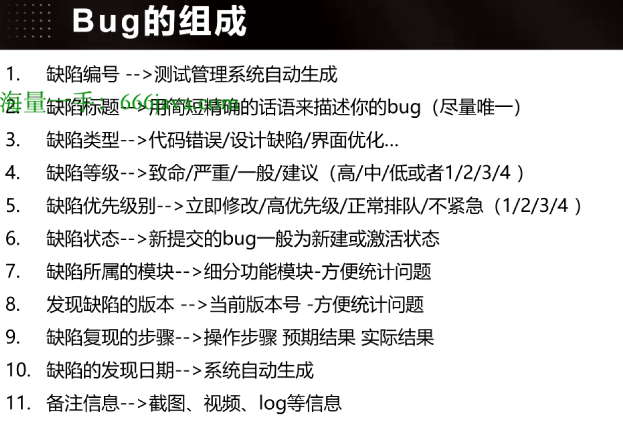 Bug的组成
1. 缺陷编号 -->测试管理系统自动生成
2. 缺陷标题-->用简短精确的话语来描述你的bug（尽量唯一）
3. 缺陷类型-->代码错误/设计缺陷/界面优化...
4. 缺陷等级-->致命/严重/一般/建议（高/中/低或者1/2/3/4 ）
5. 缺陷优先级别-->立即修改/高优先级/正常排队/不紧急（1/2/3/4 ）
6. 缺陷状态-->新提交的bug一般为新建或激活状态
7. 缺陷所属的模块-->细分功能模块-方便统计问题
8. 发现缺陷的版本 -->当前版本号 -方便统计问题
9. 缺陷复现的步骤-->操作步骤 预期结果 实际结果
10. 缺陷的发现日期-->系统自动生成
11. 备注信息-->截图、视频、log等信息